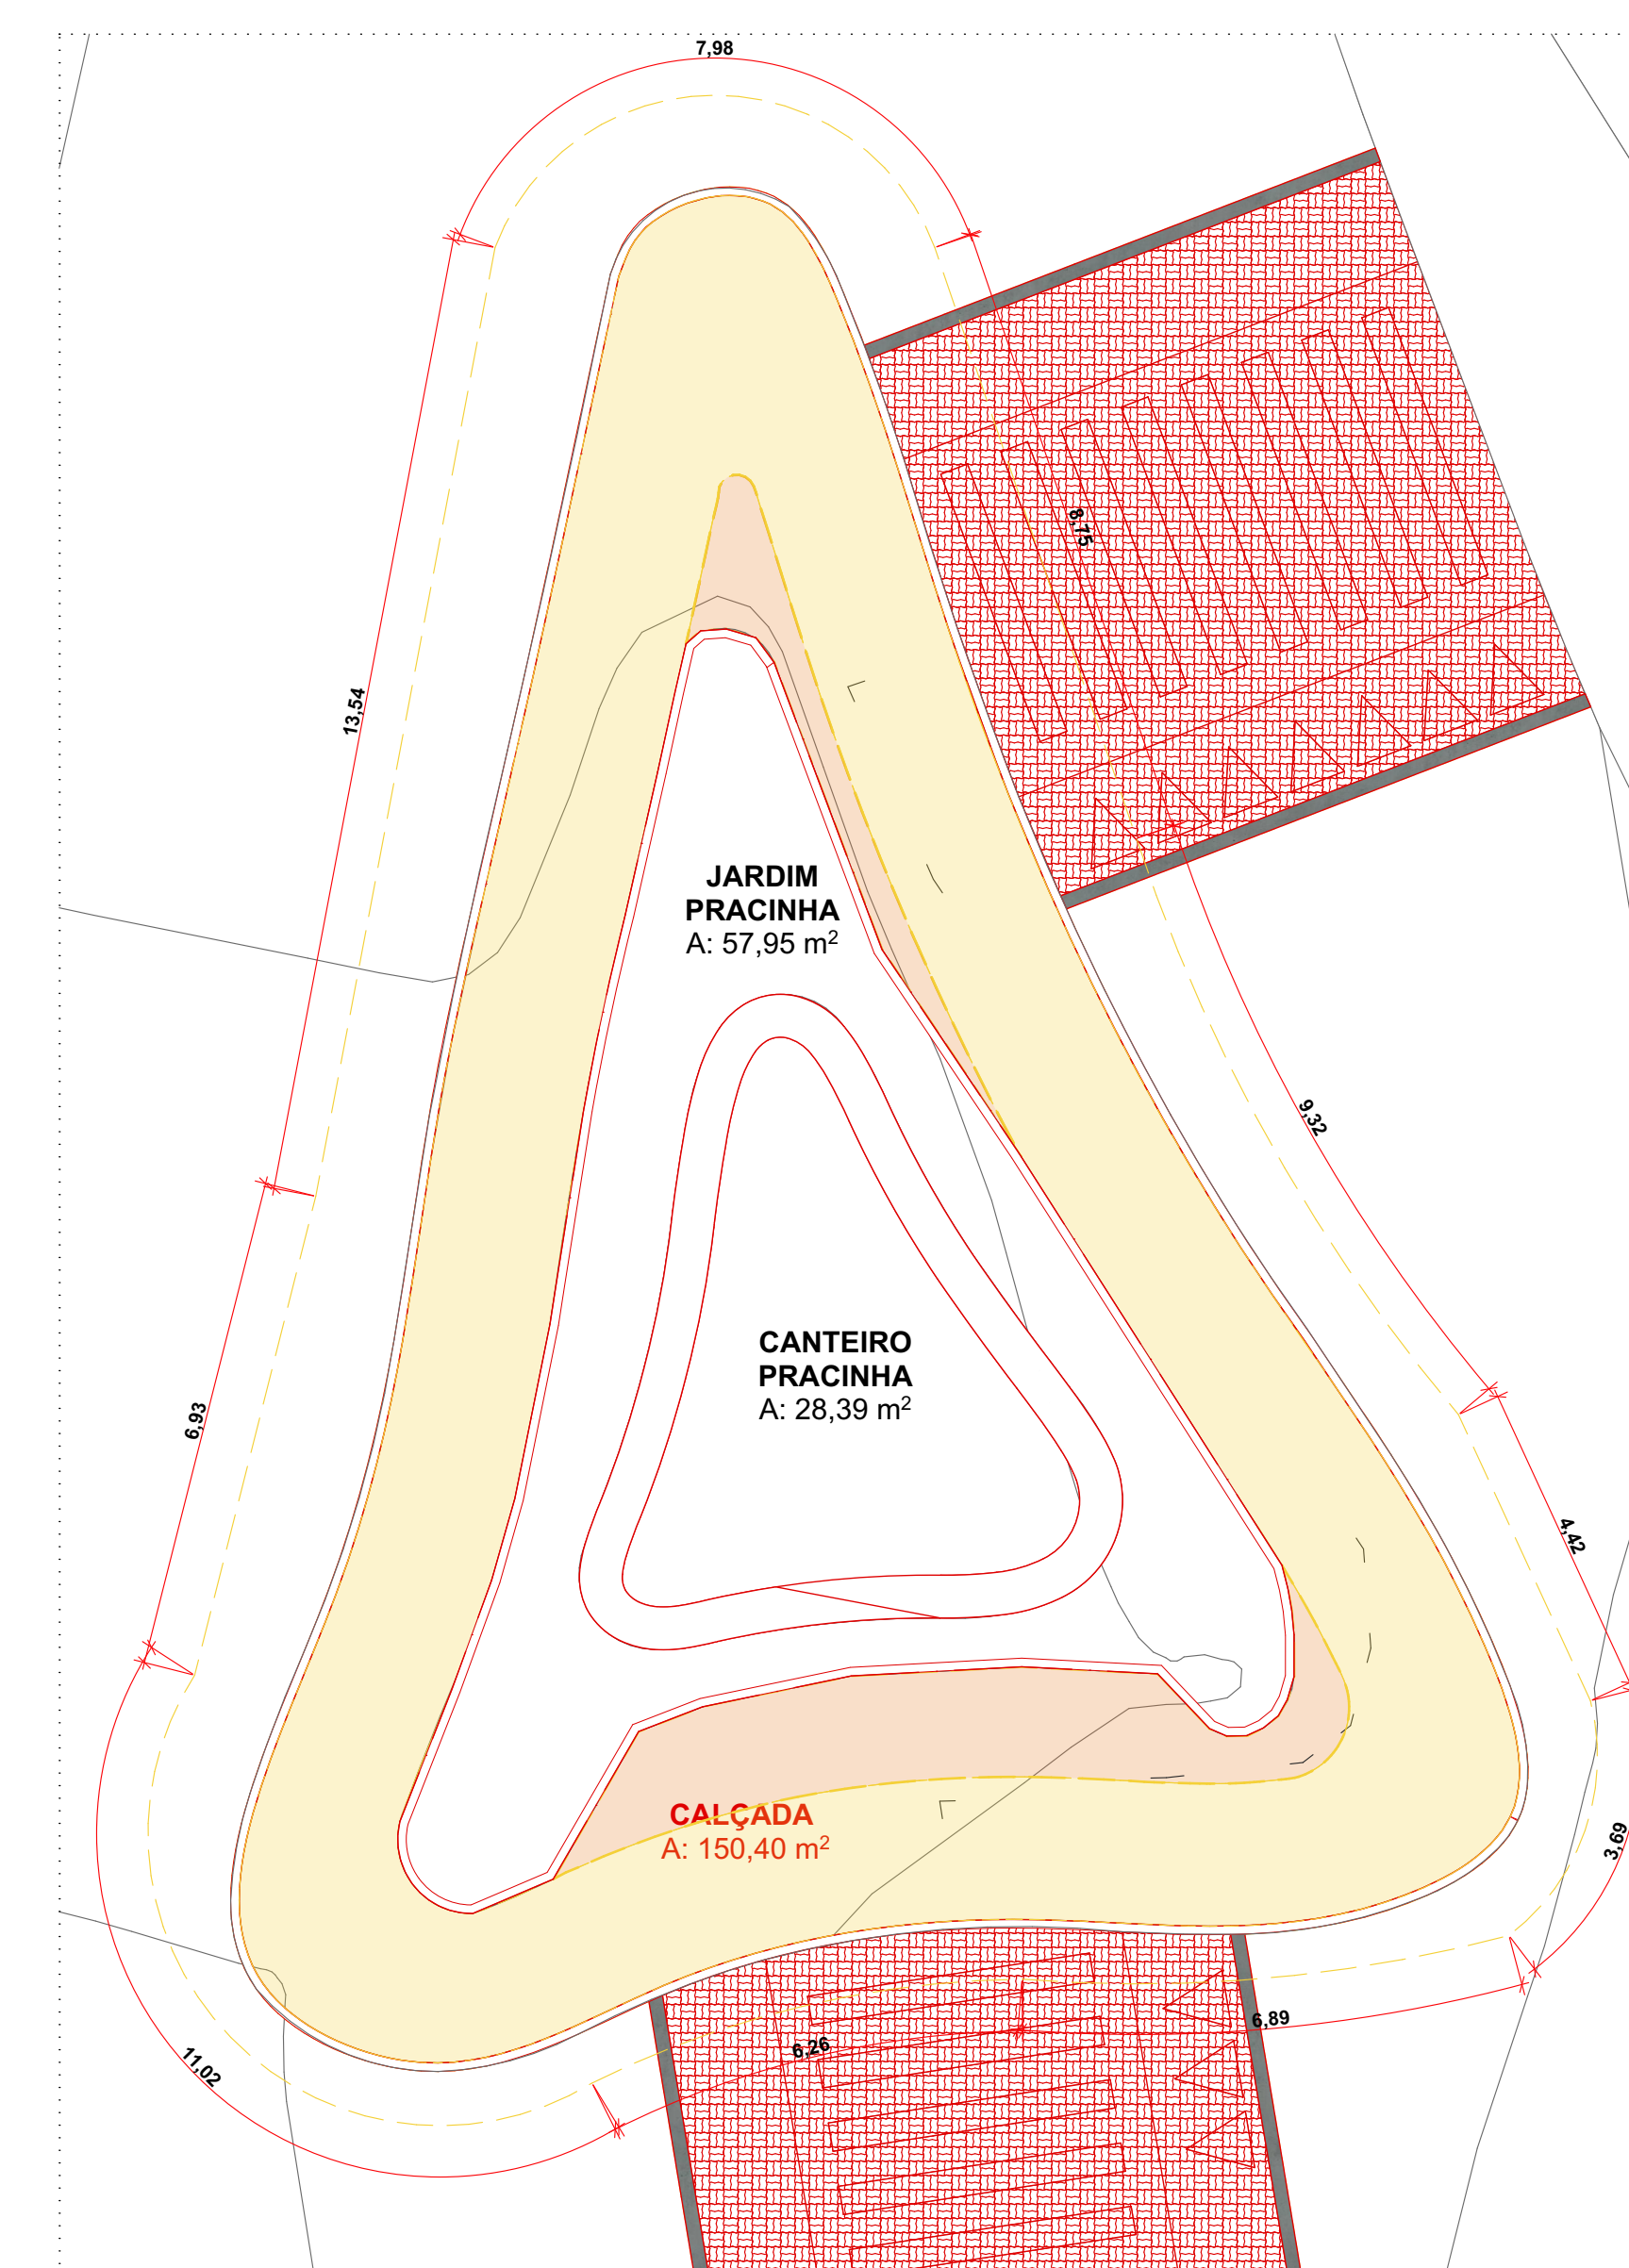 7,98
8,75
13,54
JARDIM
PRACINHA
A: 57,95 m²
9,32
CANTEIRO
PRACINHA
A: 28,39 m²
6,93
4,42
CALÇADA
A: 150,40 m²
3,69
6,89
6,26
11,02